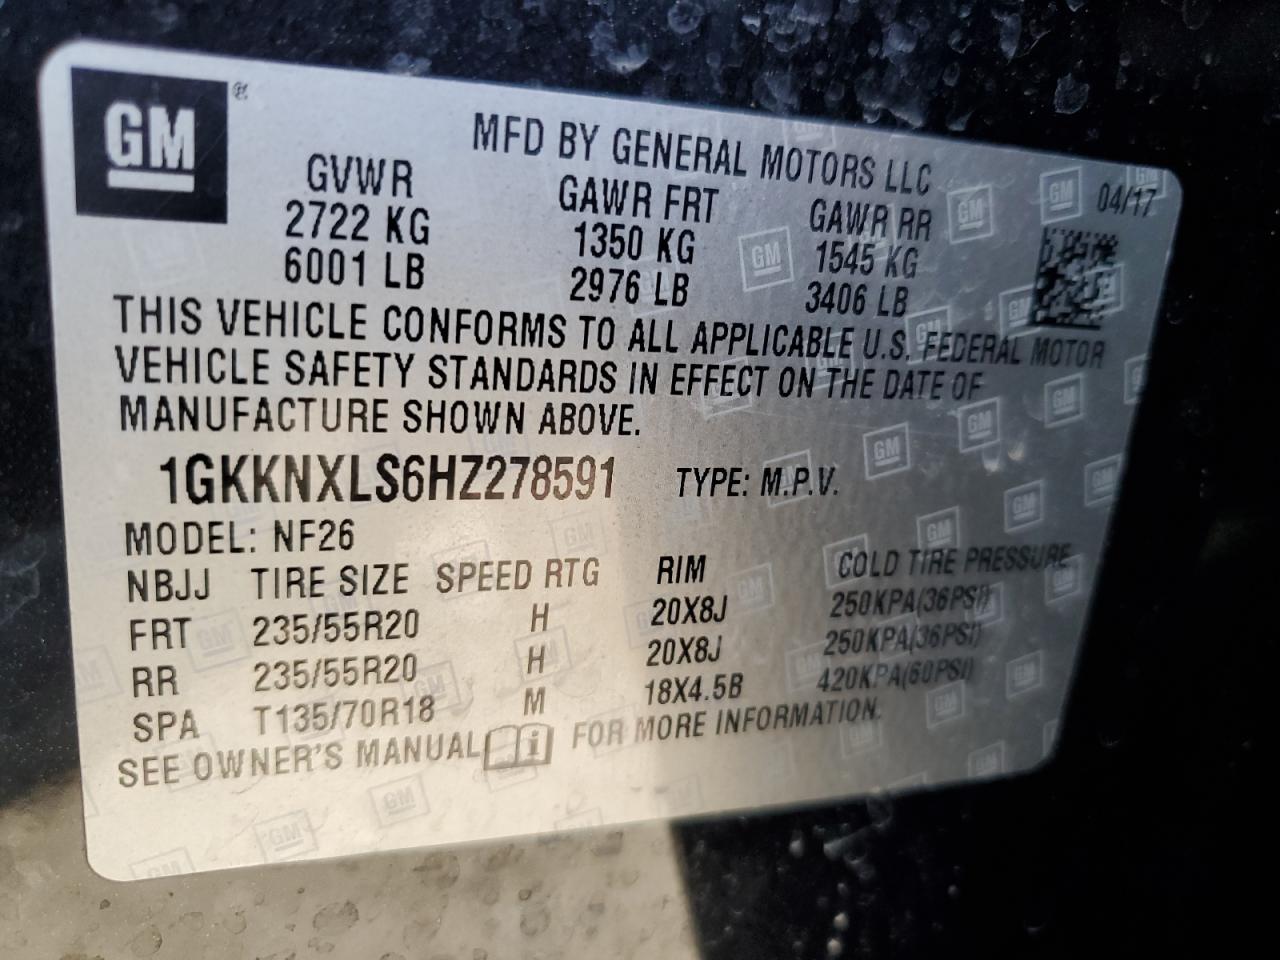 GM ®
MFD BY GENERAL MOTORS LLC
04/17
GVWR GAWR FRT GAWR RR
2722 KG 1350 KG 1545 KG
6001 LB 2976 LB 3406 LB
THIS VEHICLE CONFORMS TO ALL APPLICABLE U.S. FEDERAL MOTOR
VEHICLE SAFETY STANDARDS IN EFFECT ON THE DATE OF
MANUFACTURE SHOWN ABOVE.
1GKKNXLS6HZ278591 TYPE: M.P.V.
MODEL: NF26
NBJJ TIRE SIZE SPEED RTG RIM COLD TIRE PRESSURE
FRT 235/55R20 H 20X8J 250KPA(36PSI)
RR 235/55R20 H 20X8J 250KPA(36PSI)
SPA T135/70R18 M 18X4.5B 420KPA(60PSI)
SEE OWNER'S MANUAL i FOR MORE INFORMATION.